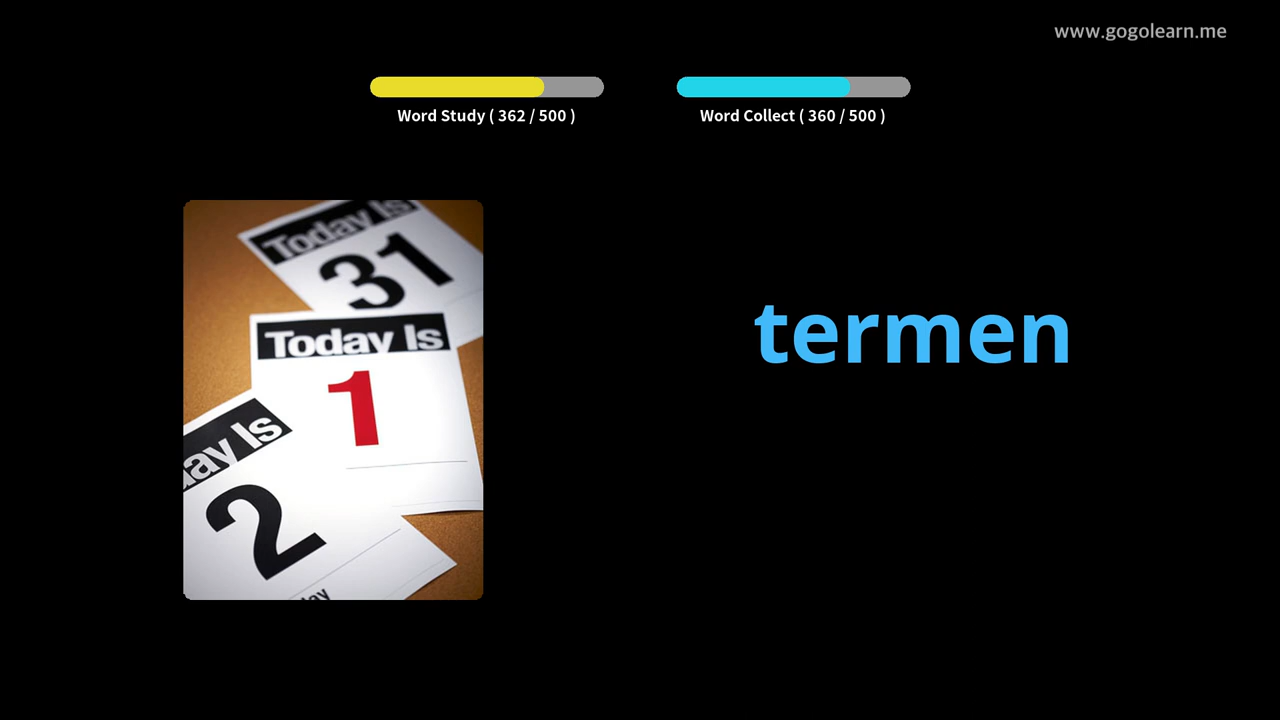 www.gogolearn.me
Word Study ( 362 / 500 )
Word Collect ( 360 / 500 )
Today Is
31
Today Is
1
termen
ay Is
2
ay